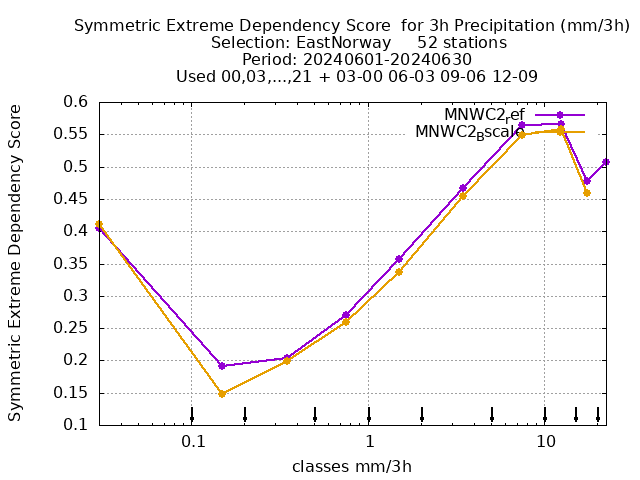 Symmetric Extreme Dependency Score for 3h Precipitation (mm/3h)
Selection: EastNorway 52 stations
Period: 20240601-20240630
Used 00,03,...,21 + 03-00 06-03 09-06 12-09
MNWC2ref
MNWC2Bscale
Symmetric Extreme Dependency Score
0.6
0.55
0.5
0.45
0.4
0.35
0.3
0.25
0.2
0.15
0.1
0.1 1 10
classes mm/3h